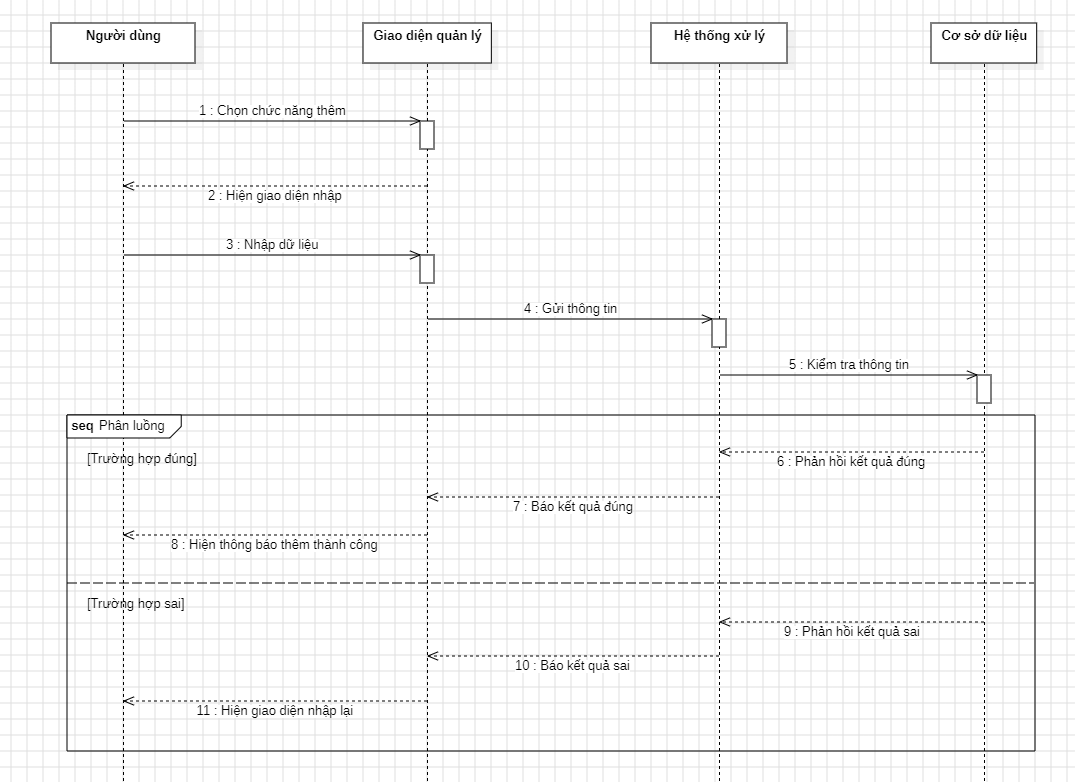 Người dùng
Giao diện quản lý
Hệ thống xử lý
Cơ sở dữ liệu
1 : Chọn chức năng thêm
2 : Hiện giao diện nhập
3 : Nhập dữ liệu
4 : Gửi thông tin
5 : Kiểm tra thông tin
seq Phân luồng
[Trường hợp đúng]
6 : Phản hồi kết quả đúng
7 : Báo kết quả đúng
8 : Hiện thông báo thêm thành công
[Trường hợp sai]
9 : Phản hồi kết quả sai
10 : Báo kết quả sai
11 : Hiện giao diện nhập lại